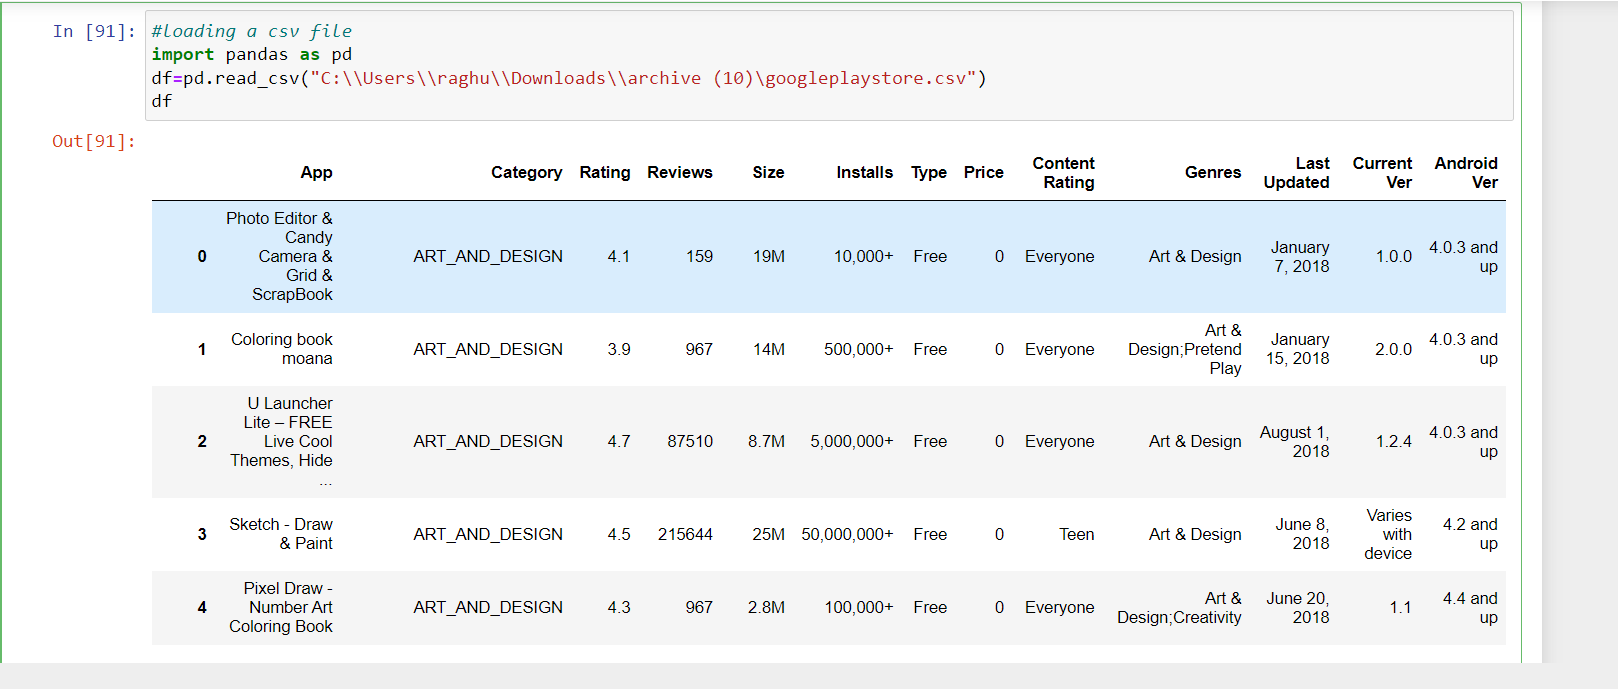 In [91]: #loading a csv file
import pandas as pd
df=pd.read_csv("C:\\Users\\raghu\\Downloads\\archive (10)\googleplaystore.csv")
df
Out[91]:
App Category Rating Reviews Size Installs Type Price Content Rating Genres Last Updated Current Ver Android Ver
0 Photo Editor & Candy Camera & Grid & ScrapBook ART_AND_DESIGN 4.1 159 19M 10,000+ Free 0 Everyone Art & Design January 7, 2018 1.0.0 4.0.3 and up
1 Coloring book moana ART_AND_DESIGN 3.9 967 14M 500,000+ Free 0 Everyone Art & Design;Pretend Play January 15, 2018 2.0.0 4.0.3 and up
2 U Launcher Lite – FREE Live Cool Themes, Hide ... ART_AND_DESIGN 4.7 87510 8.7M 5,000,000+ Free 0 Everyone Art & Design August 1, 2018 1.2.4 4.0.3 and up
3 Sketch - Draw & Paint ART_AND_DESIGN 4.5 215644 25M 50,000,000+ Free 0 Teen Art & Design June 8, 2018 Varies with device 4.2 and up
4 Pixel Draw - Number Art Coloring Book ART_AND_DESIGN 4.3 967 2.8M 100,000+ Free 0 Everyone Art & Design;Creativity June 20, 2018 1.1 4.4 and up